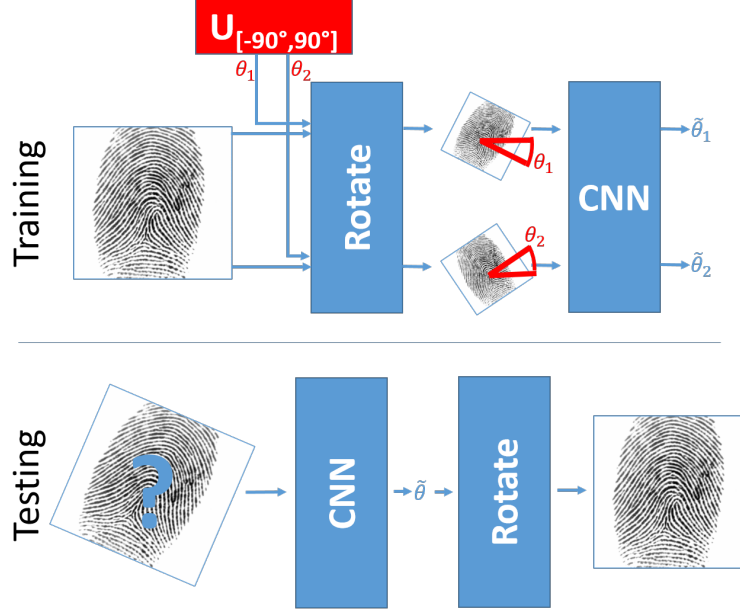 U[-90°,90°]
θ1 θ2
Training
Rotate
θ1
θ2
CNN
θ̃1
θ̃2
Testing
?
CNN
θ̃
Rotate